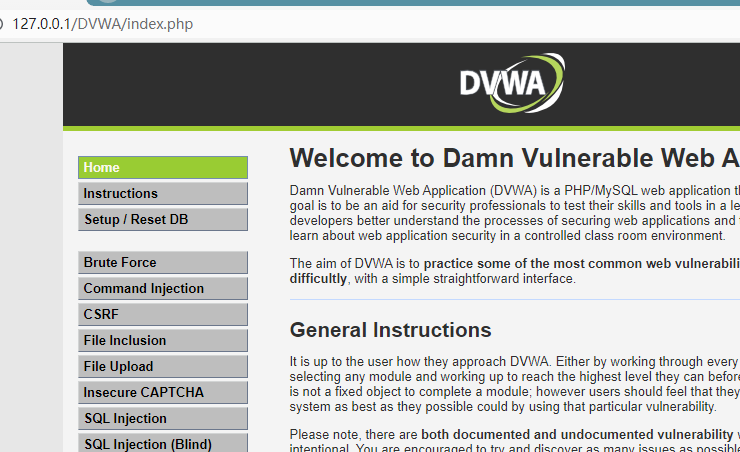 127.0.0.1/DVWA/index.php
DVWA
Home
Instructions
Setup / Reset DB
Brute Force
Command Injection
CSRF
File Inclusion
File Upload
Insecure CAPTCHA
SQL Injection
SQL Injection (Blind)
Welcome to Damn Vulnerable Web A
Damn Vulnerable Web Application (DVWA) is a PHP/MySQL web application th
goal is to be an aid for security professionals to test their skills and tools in a le
developers better understand the processes of securing web applications and
learn about web application security in a controlled class room environment.
The aim of DVWA is to practice some of the most common web vulnerabili
difficultly, with a simple straightforward interface.
General Instructions
It is up to the user how they approach DVWA. Either by working through every
selecting any module and working up to reach the highest level they can before
is not a fixed object to complete a module; however users should feel that they
system as best as they possible could by using that particular vulnerability.
Please note, there are both documented and undocumented vulnerability
intentional. You are encouraged to try and discover as many issues as possible